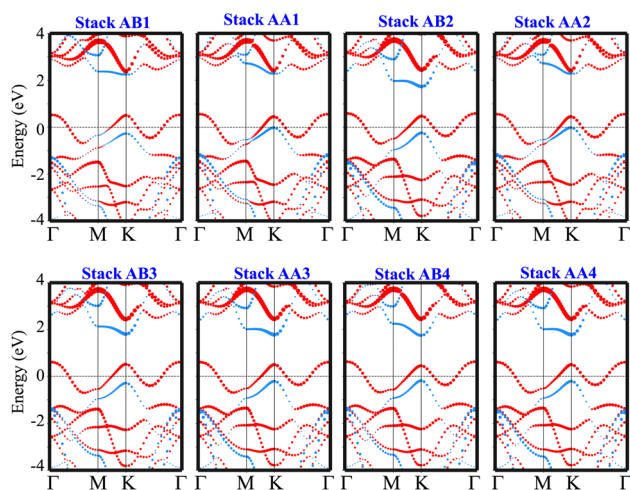 Stack AB1 Stack AA1 Stack AB2 Stack AA2
4
2
0
-2
-4
Energy (eV)
Γ M K Γ Γ M K Γ Γ M K Γ Γ M K Γ
Stack AB3 Stack AA3 Stack AB4 Stack AA4
4
2
0
-2
-4
Energy (eV)
Γ M K Γ Γ M K Γ Γ M K Γ Γ M K Γ